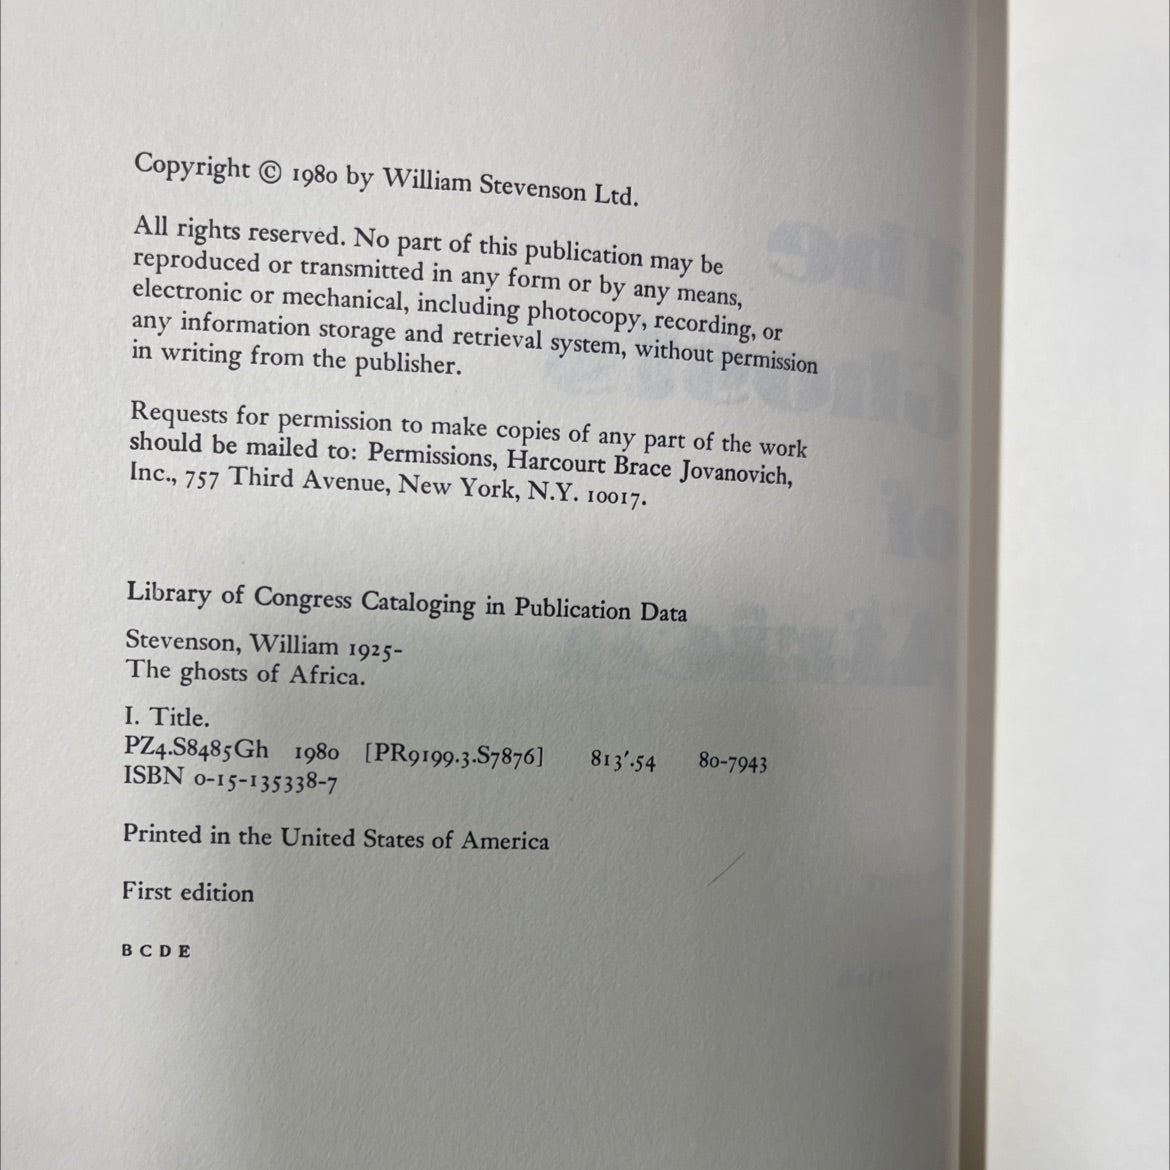 Copyright © 1980 by William Stevenson Ltd.
All rights reserved. No part of this publication may be
reproduced or transmitted in any form or by any means,
electronic or mechanical, including photocopy, recording, or
any information storage and retrieval system, without permission
in writing from the publisher.
Requests for permission to make copies of any part of the work
should be mailed to: Permissions, Harcourt Brace Jovanovich,
Inc., 757 Third Avenue, New York, N.Y. 10017.
Library of Congress Cataloging in Publication Data
Stevenson, William 1925-
The ghosts of Africa.
I. Title.
PZ4.S8485Gh 1980 [PR9199.3.S7876] 813'.54 80-7943
ISBN 0-15-135338-7
Printed in the United States of America
First edition
B C D E